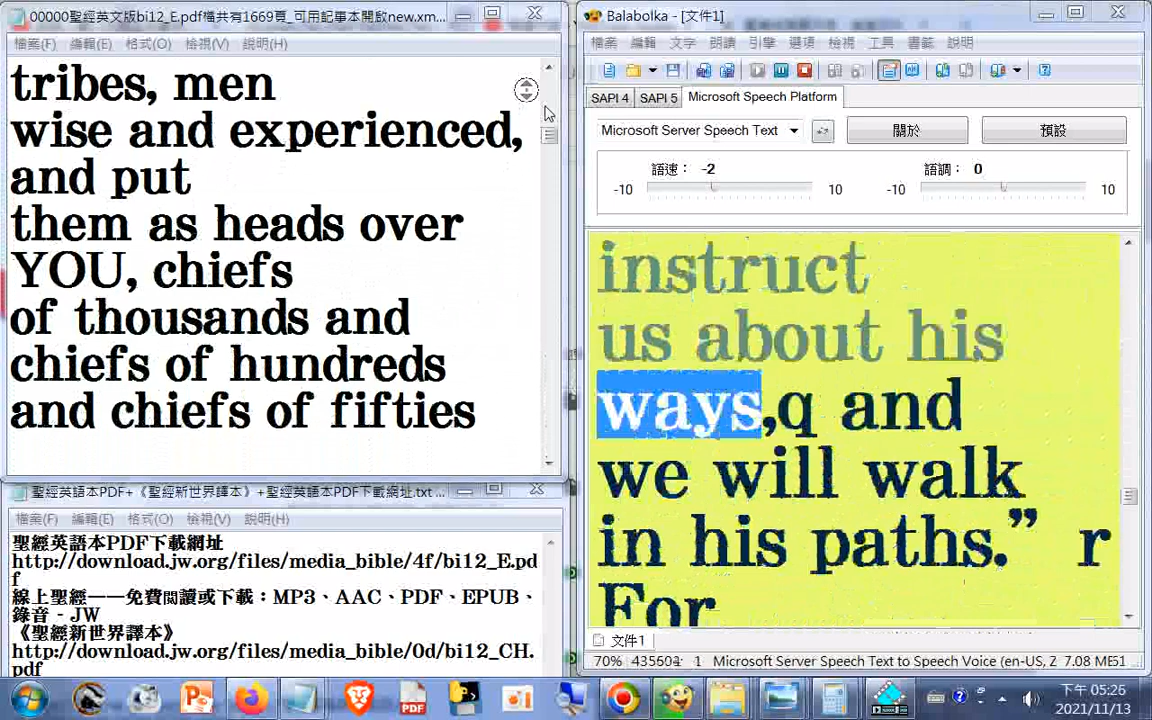 00000聖經英文版bi12_E.pdf檔共有1669頁_可用記事本開啟new.xm...
檔案(F) 編輯(E) 格式(O) 檢視(V) 說明(H)
tribes, men
wise and experienced,
and put
them as heads over
YOU, chiefs
of thousands and
chiefs of hundreds
and chiefs of fifties
聖經英語本PDF+《聖經新世界譯本》+聖經英語本PDF下載網址.txt ...
檔案(F) 編輯(E) 格式(O) 檢視(V) 說明(H)
聖經英語本PDF下載網址
http://download.jw.org/files/media_bible/4f/bi12_E.pd
f
線上聖經——免費閱讀或下載：MP3、AAC、PDF、EPUB、
錄音 - JW
《聖經新世界譯本》
http://download.jw.org/files/media_bible/0d/bi12_CH.
pdf
Balabolka - [文件1]
檔案 編輯 文字 朗讀 引擎 選項 檢視 工具 書籤 說明
SAPI 4 SAPI 5 Microsoft Speech Platform
Microsoft Server Speech Text 關於 預設
語速： -2 語調： 0
-10 10 -10 10
instruct
us about his
ways,q and
we will walk
in his paths.” r
For
文件1
70% 435504: 1 Microsoft Server Speech Text to Speech Voice (en-US, Z 7.08 ME51
PDF
下午 05:26
2021/11/13